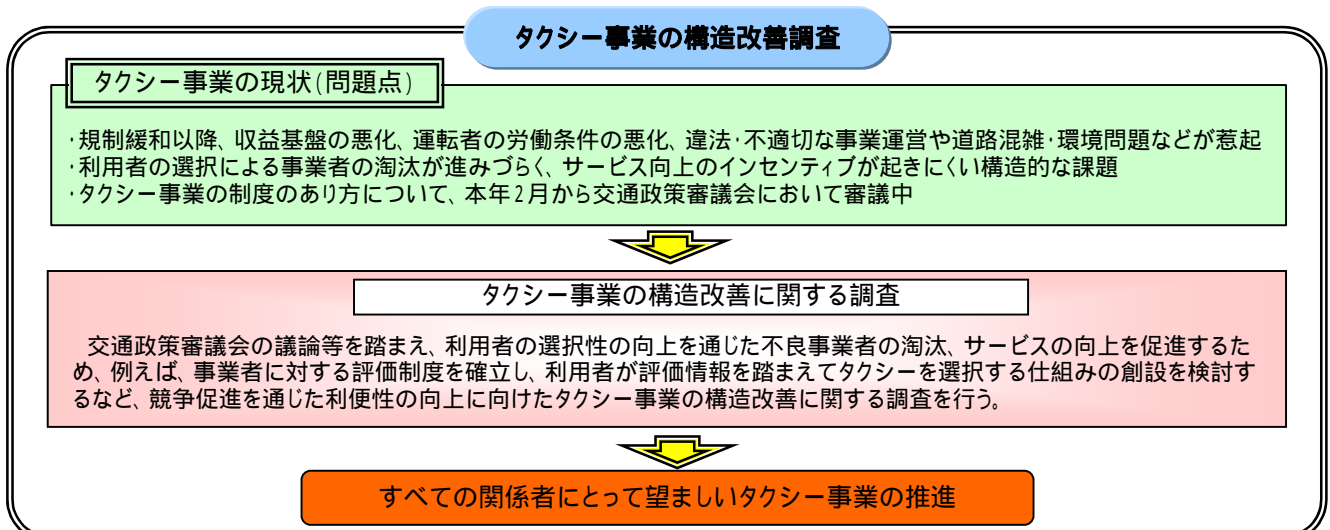 タクシー事業の構造改善調査
タクシー事業の現状(問題点)
･規制緩和以降、収益基盤の悪化、運転者の労働条件の悪化、違法･不適切な事業運営や道路混雑･環境問題などが惹起
･利用者の選択による事業者の淘汰が進みづらく、サービス向上のインセンティブが起きにくい構造的な課題
･タクシー事業の制度のあり方について、本年2月から交通政策審議会において審議中
タクシー事業の構造改善に関する調査
交通政策審議会の議論等を踏まえ、利用者の選択性の向上を通じた不良事業者の淘汰、サービスの向上を促進するた
め、例えば、事業者に対する評価制度を確立し、利用者が評価情報を踏まえてタクシーを選択する仕組みの創設を検討す
るなど、競争促進を通じた利便性の向上に向けたタクシー事業の構造改善に関する調査を行う。
すべての関係者にとって望ましいタクシー事業の推進